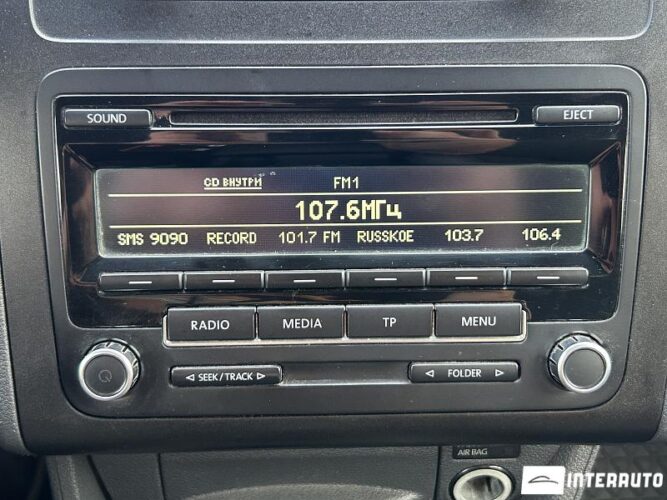 SOUND EJECT
CD ВНУТРИ FM1
107.6МГц
SMS 9090 RECORD 101.7 FM RUSSKOE 103.7 106.4
RADIO MEDIA TP MENU
SEEK/TRACK FOLDER
AIR BAG
INTERAUTO